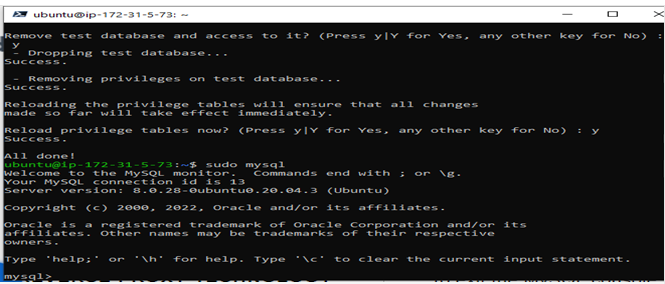 ubuntu@ip-172-31-5-73: ~
Remove test database and access to it? (Press y|Y for Yes, any other key for No) :
y
- Dropping test database...
Success.
- Removing privileges on test database...
Success.
Reloading the privilege tables will ensure that all changes
made so far will take effect immediately.
Reload privilege tables now? (Press y|Y for Yes, any other key for No) : y
Success.
All done!
ubuntu@ip-172-31-5-73:~$ sudo mysql
Welcome to the MySQL monitor.  Commands end with ; or \g.
Your MySQL connection id is 13
Server version: 8.0.28-0ubuntu0.20.04.3 (Ubuntu)
Copyright (c) 2000, 2022, Oracle and/or its affiliates.
Oracle is a registered trademark of Oracle Corporation and/or its
affiliates. Other names may be trademarks of their respective
owners.
Type 'help;' or '\h' for help. Type '\c' to clear the current input statement.
mysql>